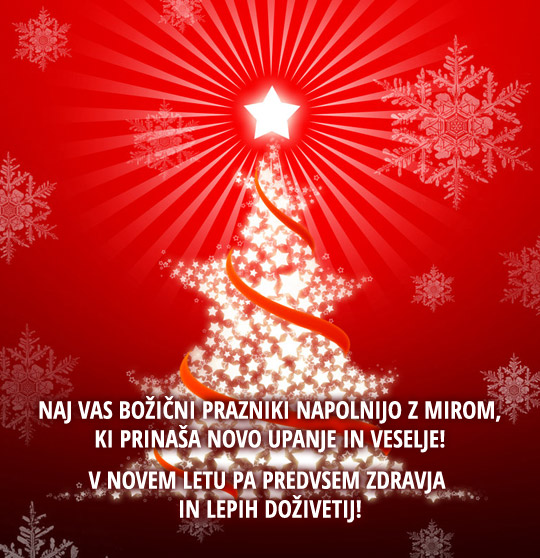 NAJ VAS BOŽIČNI PRAZNIKI NAPOLNIJO Z MIROM,
KI PRINAŠA NOVO UPANJE IN VESELJE!
V NOVEM LETU PA PREDVSEM ZDRAVJA
IN LEPIH DOŽIVETIJ!